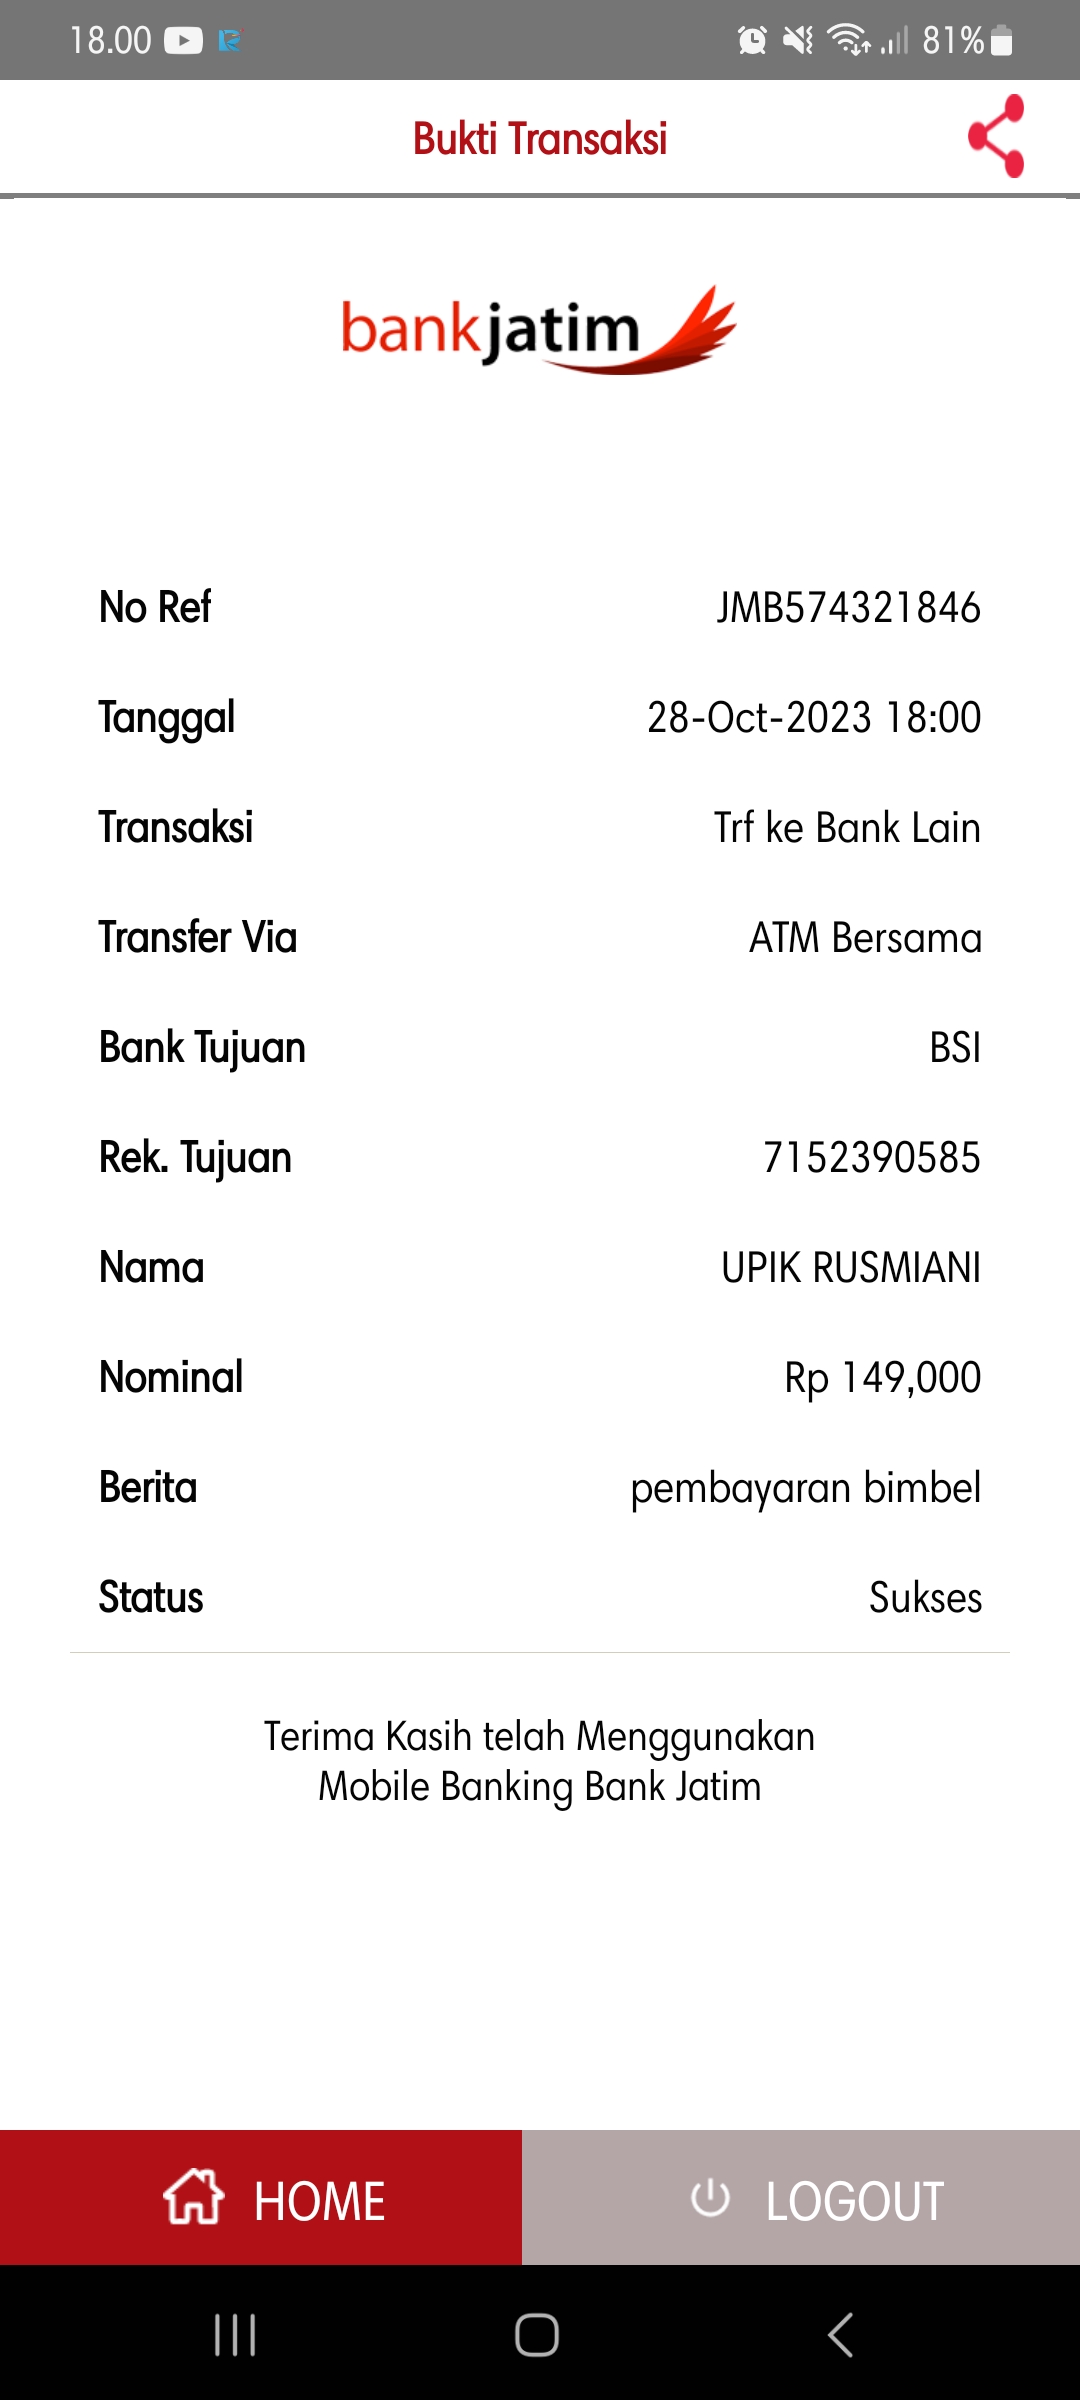 18.00 81%
Bukti Transaksi
bankjatim
No Ref JMB574321846
Tanggal 28-Oct-2023 18:00
Transaksi Trf ke Bank Lain
Transfer Via ATM Bersama
Bank Tujuan BSI
Rek. Tujuan 7152390585
Nama UPIK RUSMIANI
Nominal Rp 149,000
Berita pembayaran bimbel
Status Sukses
Terima Kasih telah Menggunakan
Mobile Banking Bank Jatim
HOME LOGOUT